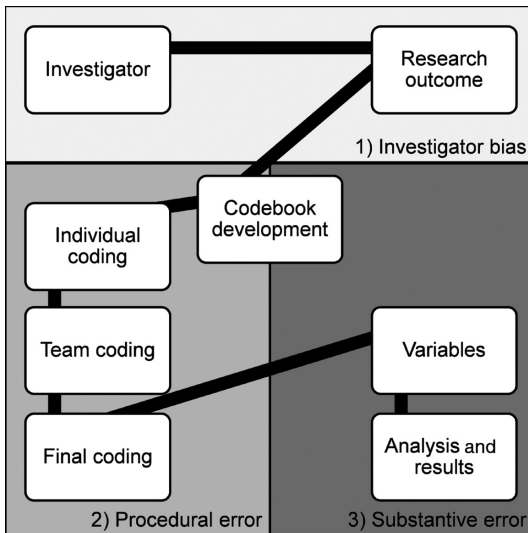 Investigator
Research
outcome
1) Investigator bias
Codebook
development
Individual
coding
Team coding
Variables
Final coding
Analysis and
results
2) Procedural error
3) Substantive error